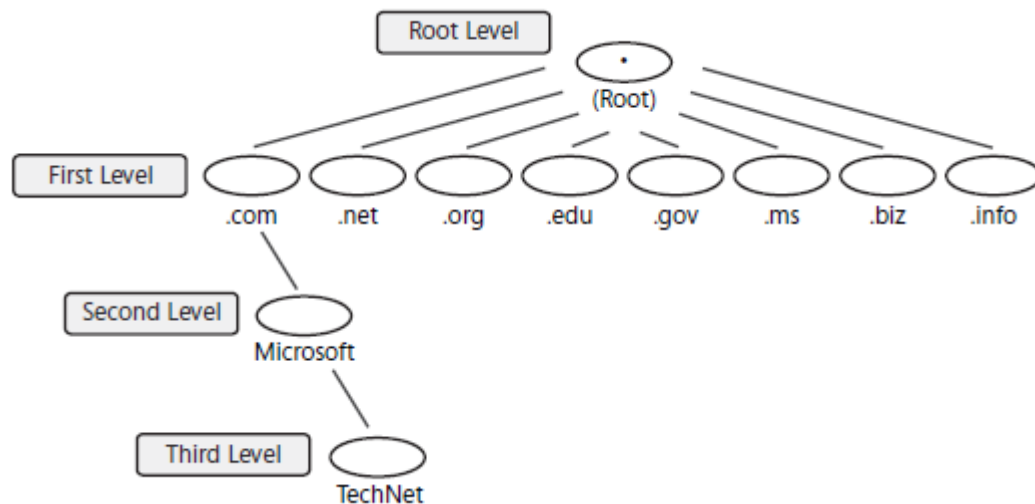 Root Level
•
(Root)
First Level
.com .net .org .edu .gov .ms .biz .info
Second Level
Microsoft
Third Level
TechNet